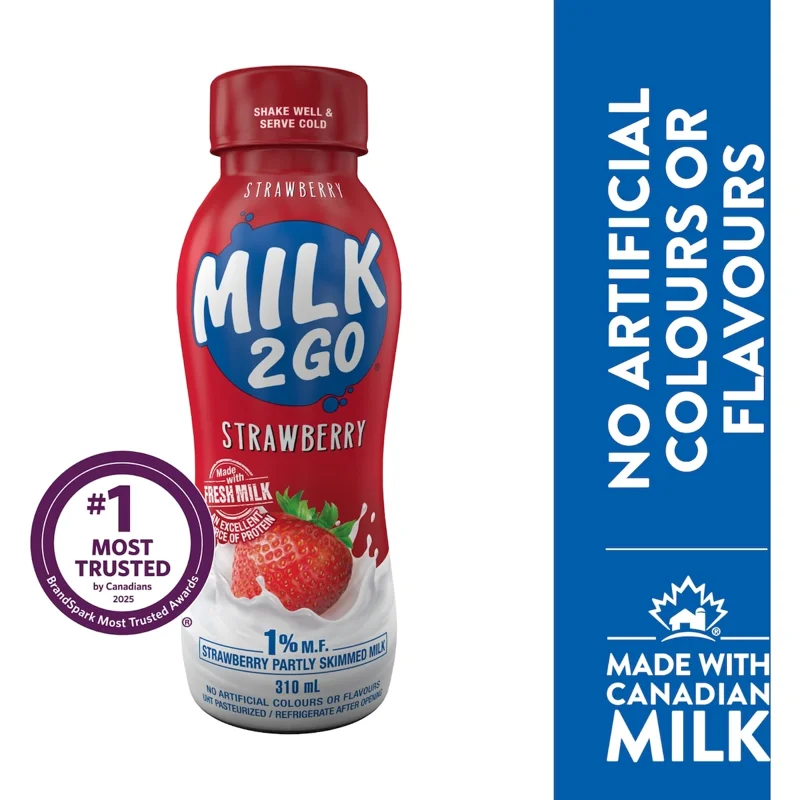 SHAKE WELL &
SERVE COLD
STRAWBERRY
MILK
2GO
®
STRAWBERRY
Made
with
FRESH MILK
AN EXCELLENT
SOURCE OF PROTEIN
#1
MOST
TRUSTED
by Canadians
2025
BrandSpark Most Trusted Awards
®
1% M.F.
STRAWBERRY PARTLY SKIMMED MILK
310 mL
NO ARTIFICIAL COLOURS OR FLAVOURS
UHT PASTEURIZED / REFRIGERATE AFTER OPENING
NO ARTIFICIAL
COLOURS OR
FLAVOURS
®
MADE WITH
CANADIAN
MILK